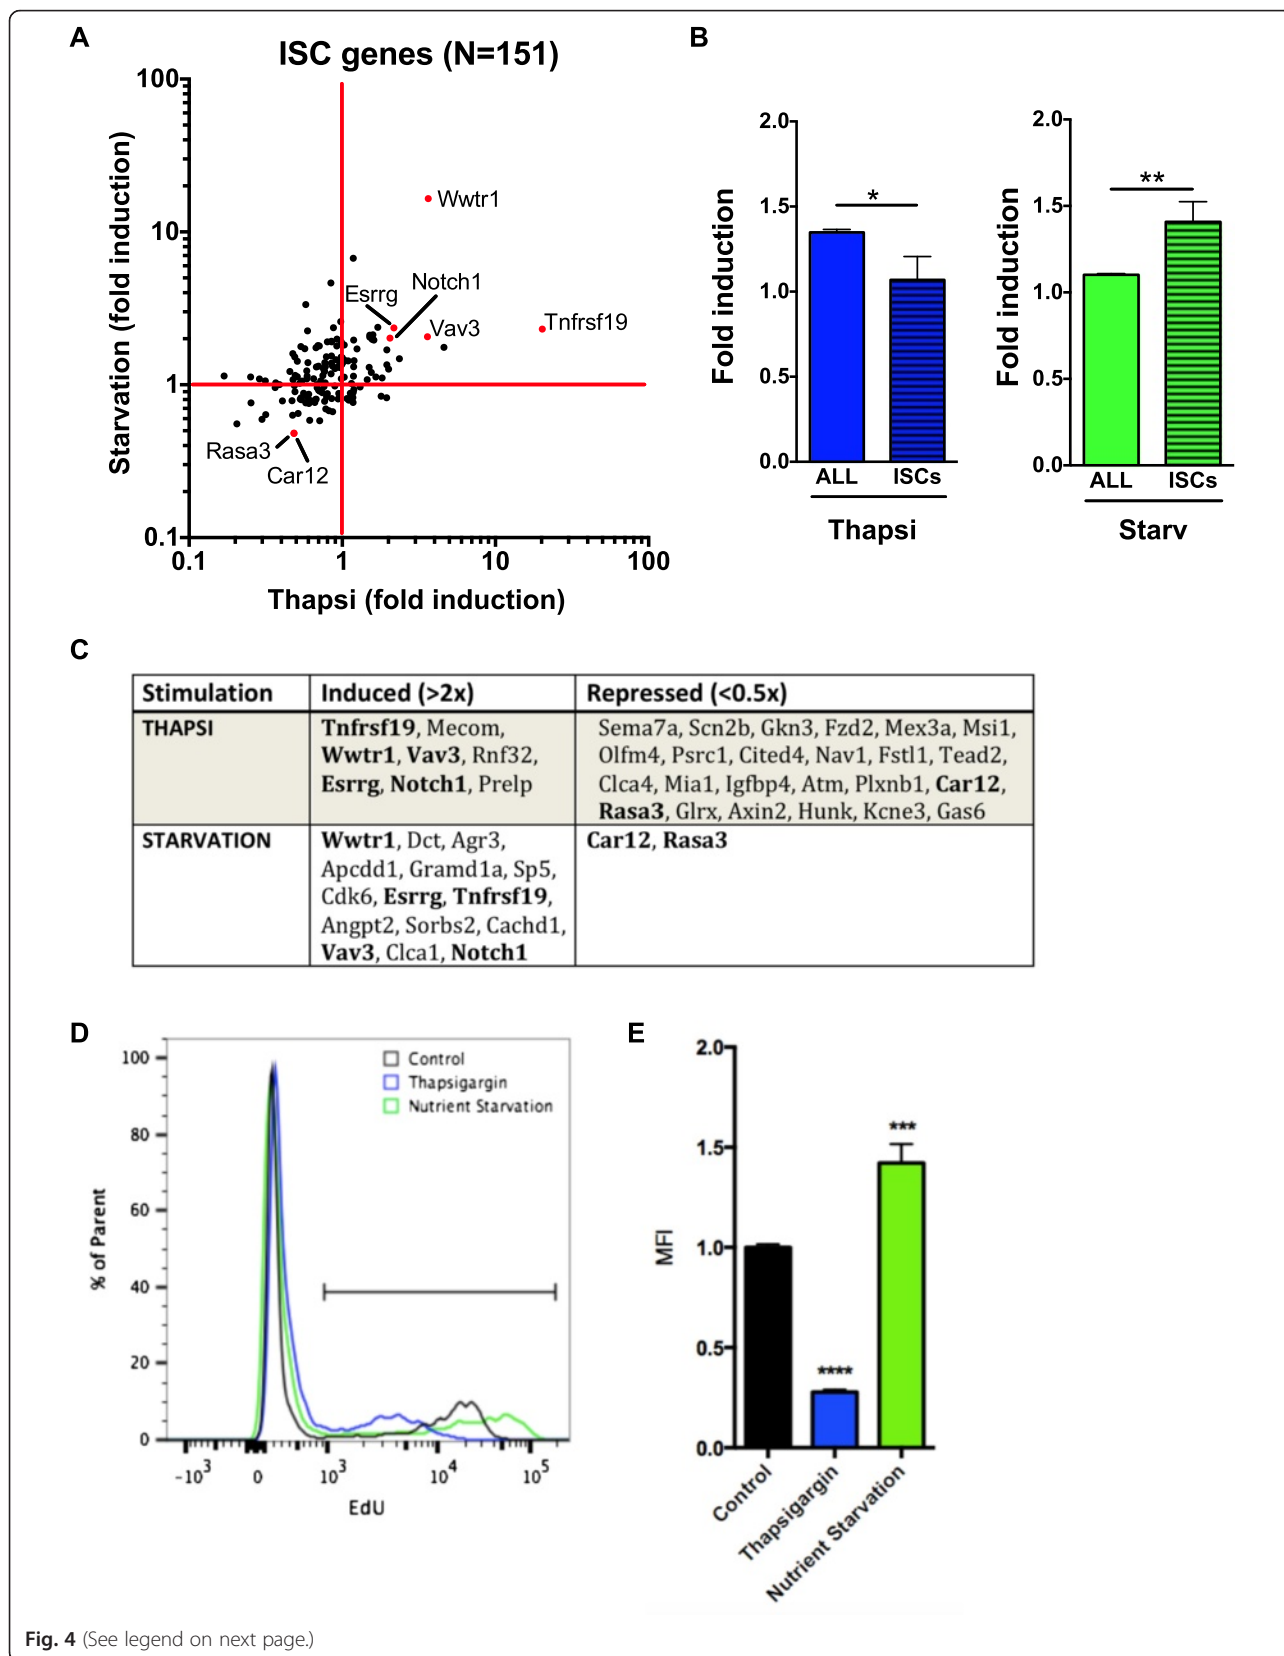 A
ISC genes (N=151)
100
10
1
0.1
0.1
1
10
100
Starvation (fold induction)
Thapsi (fold induction)
Wwtr1
Notch1
Esrrg
Vav3
Tnfrsf19
Rasa3
Car12
B
2.0
1.5
1.0
0.5
0.0
Fold induction
*
ALL
ISCs
Thapsi
2.0
1.5
1.0
0.5
0.0
Fold induction
**
ALL
ISCs
Starv
C
Stimulation
Induced (>2x)
Repressed (<0.5x)
THAPSI
Tnfrsf19, Mecom,
Wwtr1, Vav3, Rnf32,
Esrrg, Notch1, Prelp
Sema7a, Scn2b, Gkn3, Fzd2, Mex3a, Msi1,
Olfm4, Psrc1, Cited4, Nav1, Fstl1, Tead2,
Clca4, Mia1, Igfbp4, Atm, Plxnb1, Car12,
Rasa3, Glrx, Axin2, Hunk, Kcne3, Gas6
STARVATION
Wwtr1, Dct, Agr3,
Apcdd1, Gramd1a, Sp5,
Cdk6, Esrrg, Tnfrsf19,
Angpt2, Sorbs2, Cachd1,
Vav3, Clca1, Notch1
Car12, Rasa3
D
100
80
60
40
20
0
% of Parent
Control
Thapsigargin
Nutrient Starvation
-10³
0
10³
10⁴
10⁵
EdU
E
2.0
1.5
1.0
0.5
0.0
MFI
****
***
Control
Thapsigargin
Nutrient Starvation
Fig. 4 (See legend on next page.)